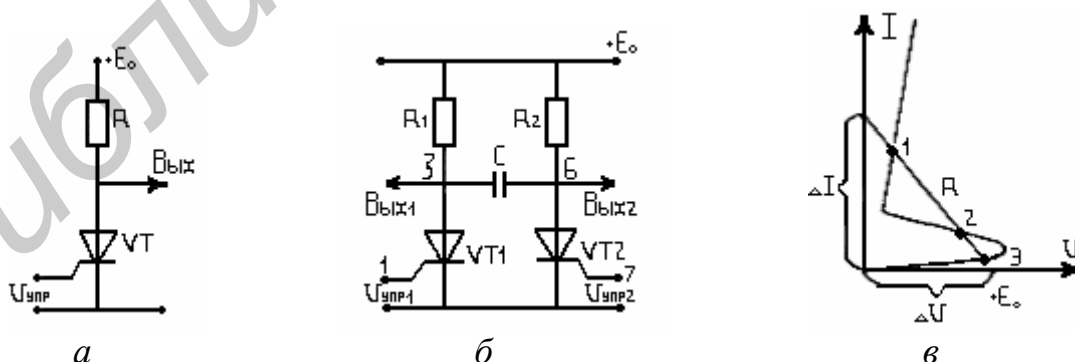 +E₀
R
Вых
VT
Uупр
а
+E₀
R1
R2
C
3
6
Вых1
Вых2
VT1
VT2
1
7
Uупр1
Uупр2
б
I
1
R
ΔI
2
3
U
+E₀
ΔU
в